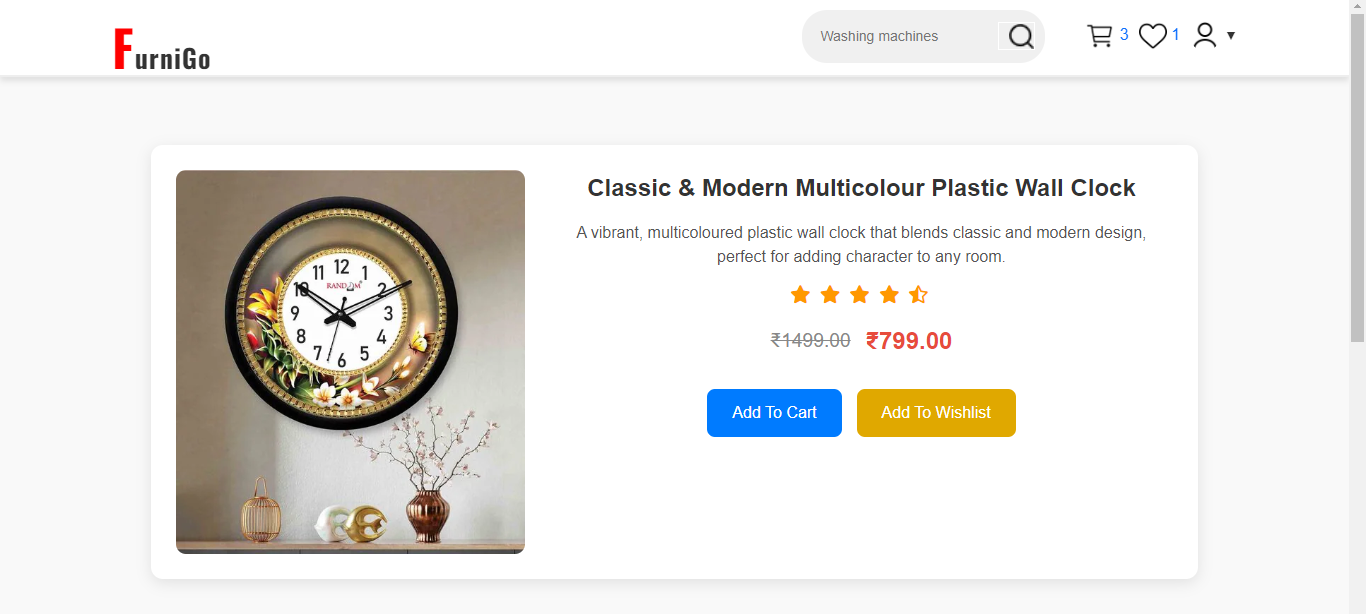 FurniGo
Washing machines
3
1
▼
Classic & Modern Multicolour Plastic Wall Clock
A vibrant, multicoloured plastic wall clock that blends classic and modern design,
perfect for adding character to any room.
₹1499.00 ₹799.00
Add To Cart
Add To Wishlist
12
11 1
RANDOM
10 2
9 3
8 4
7 5
6